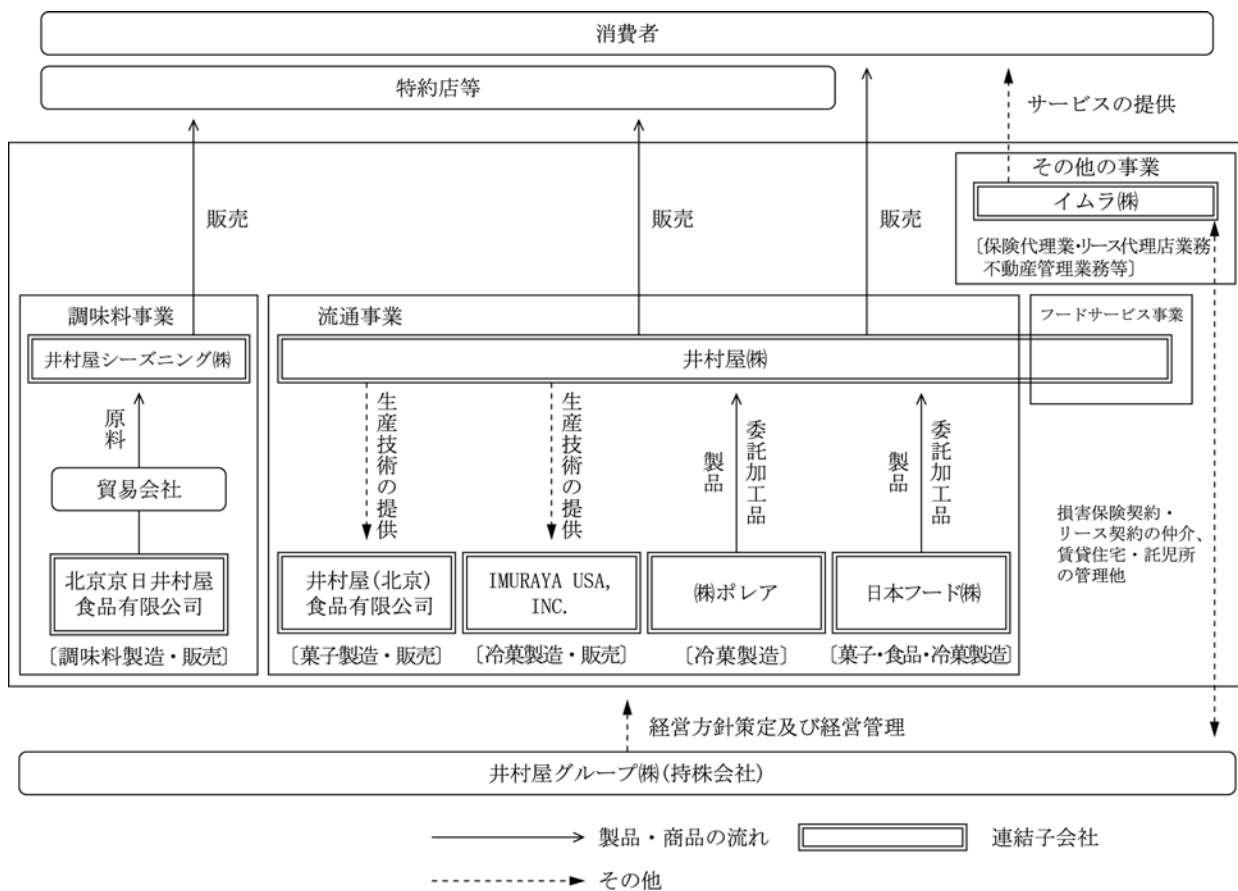 消費者
特約店等
サービスの提供
その他の事業
イムラ㈱
〔保険代理業・リース代理店業務
不動産管理業務等〕
販売
販売
販売
調味料事業
流通事業
フードサービス事業
井村屋シーズニング㈱
井村屋㈱
原料
生産技術の提供
生産技術の提供
製品
委託加工品
製品
委託加工品
貿易会社
損害保険契約・
リース契約の仲介、
賃貸住宅・託児所
の管理他
北京京日井村屋
食品有限公司
井村屋(北京)
食品有限公司
IMURAYA USA,
INC.
㈱ポレア
日本フード㈱
〔調味料製造・販売〕
〔菓子製造・販売〕
〔冷菓製造・販売〕
〔冷菓製造〕
〔菓子・食品・冷菓製造〕
経営方針策定及び経営管理
井村屋グループ㈱(持株会社)
製品・商品の流れ
連結子会社
その他